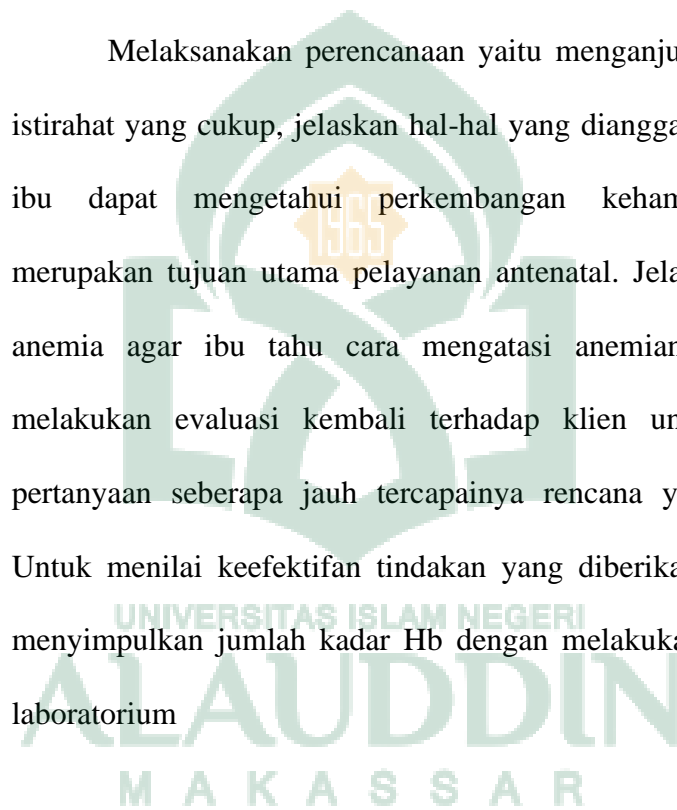 Melaksanakan perencanaan yaitu menganju
istirahat yang cukup, jelaskan hal-hal yang diangga
ibu dapat mengetahui perkembangan keham
1965
merupakan tujuan utama pelayanan antenatal. Jela
anemia agar ibu tahu cara mengatasi anemian
melakukan evaluasi kembali terhadap klien un
pertanyaan seberapa jauh tercapainya rencana y
Untuk menilai keefektifan tindakan yang diberika
UNIVERSITAS ISLAM NEGERI
menyimpulkan jumlah kadar Hb dengan melakuka
ALAUDDIN
laboratorium
MAKASSAR